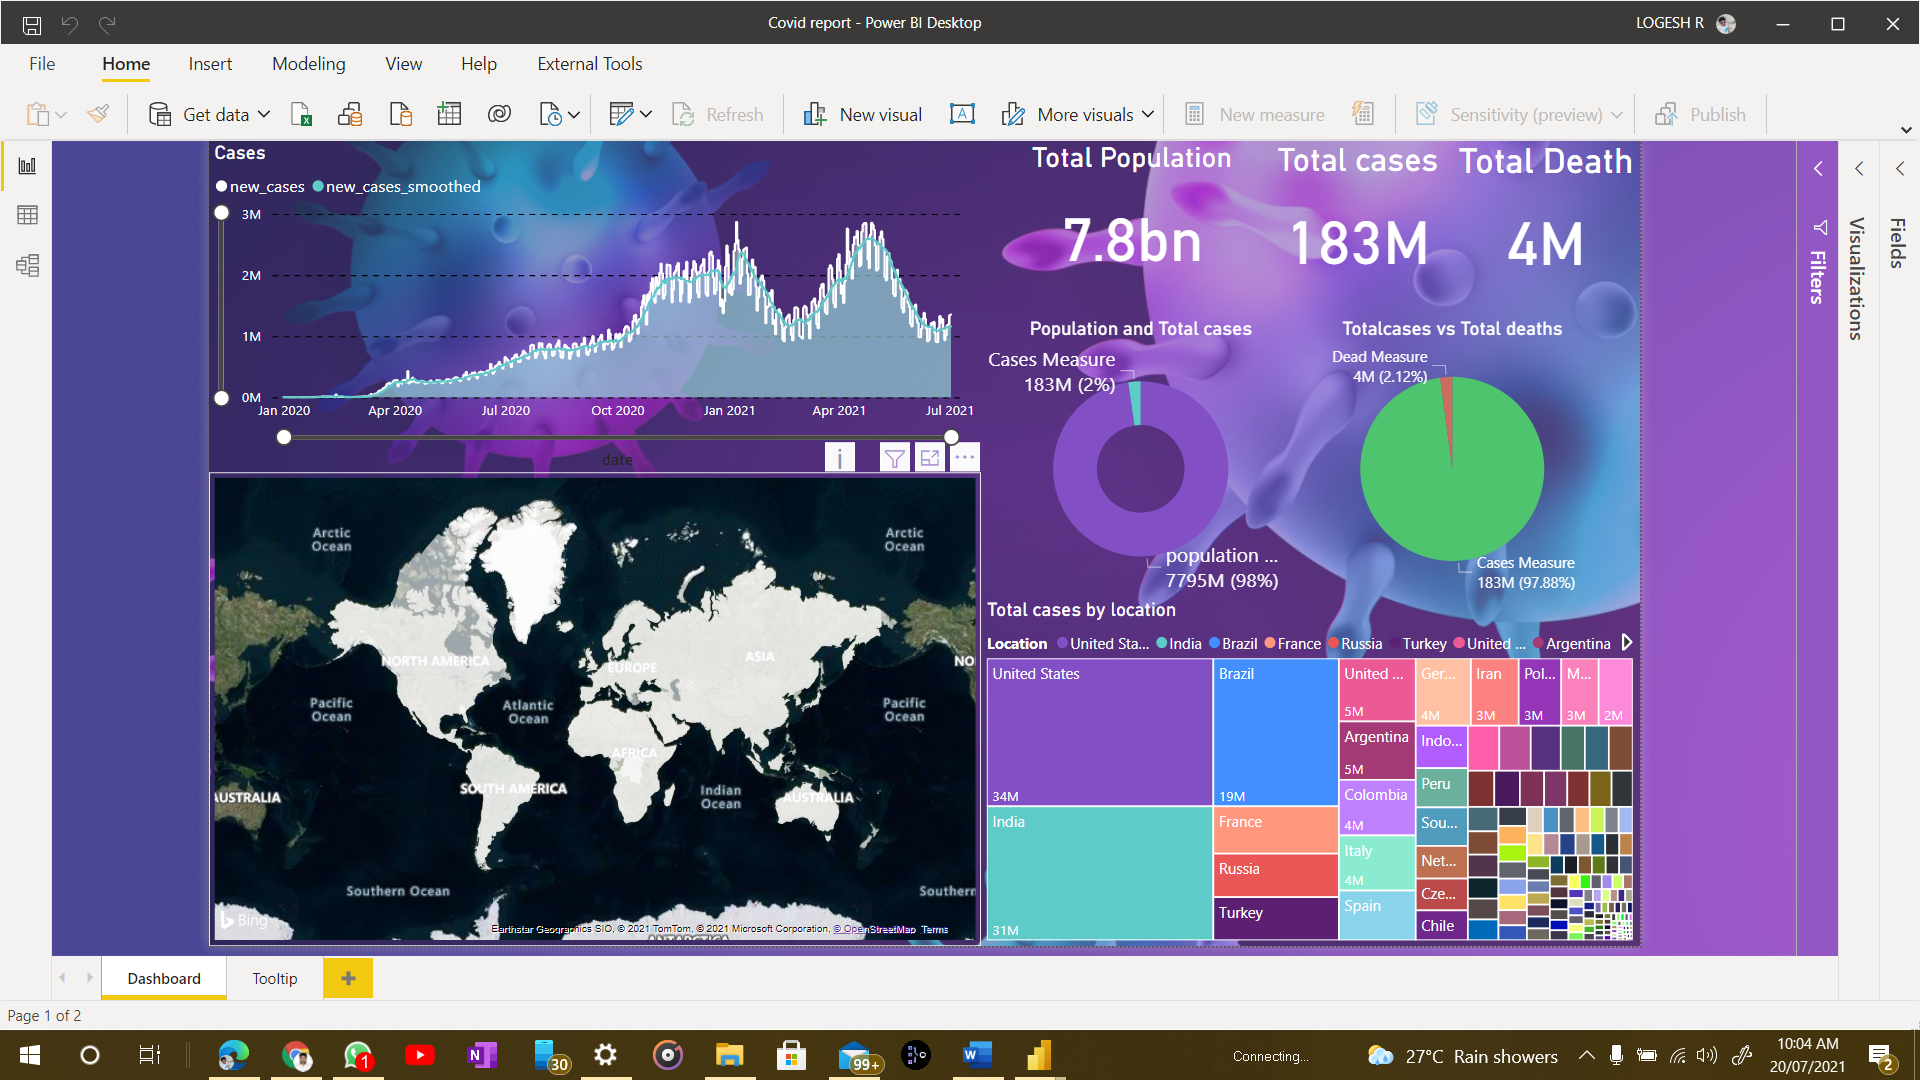 Covid report - Power BI Desktop
LOGESH R
File Home Insert Modeling View Help External Tools
Get data
Refresh
New visual
More visuals
New measure
Sensitivity (preview)
Publish
Cases
new_cases new_cases_smoothed
3M
2M
1M
0M
Jan 2020 Apr 2020 Jul 2020 Oct 2020 Jan 2021 Apr 2021 Jul 2021
date
Total Population
7.8bn
Total cases
183M
Total Death
4M
Population and Total cases
Cases Measure
183M (2%)
population ...
7795M (98%)
Totalcases vs Total deaths
Dead Measure
4M (2.12%)
Cases Measure
183M (97.88%)
Filters
Visualizations
Fields
Arctic
Ocean
Arctic
Ocean
NORTH AMERICA
EUROPE
ASIA
NO
Pacific
Ocean
Atlantic
Ocean
Pacific
Ocean
AFRICA
SOUTH AMERICA
Indian
Ocean
AUSTRALIA
AUSTRALIA
Southern Ocean
Southern
Bing
Earthstar Geographics SIO, © 2021 TomTom, © 2021 Microsoft Corporation, © OpenStreetMap Terms
ANTARCTICA
Total cases by location
Location United Sta... India Brazil France Russia Turkey United ... Argentina
United States
34M
India
31M
Brazil
19M
France
Russia
Turkey
United ...
5M
Argentina
5M
Colombia
4M
Italy
4M
Spain
Ger...
4M
Iran
3M
Pol...
3M
M...
3M
2M
Indo...
Peru
Sou...
Net...
Cze...
Chile
Dashboard Tooltip
Page 1 of 2
1
30
99+
Connecting...
27°C Rain showers
10:04 AM
20/07/2021
2